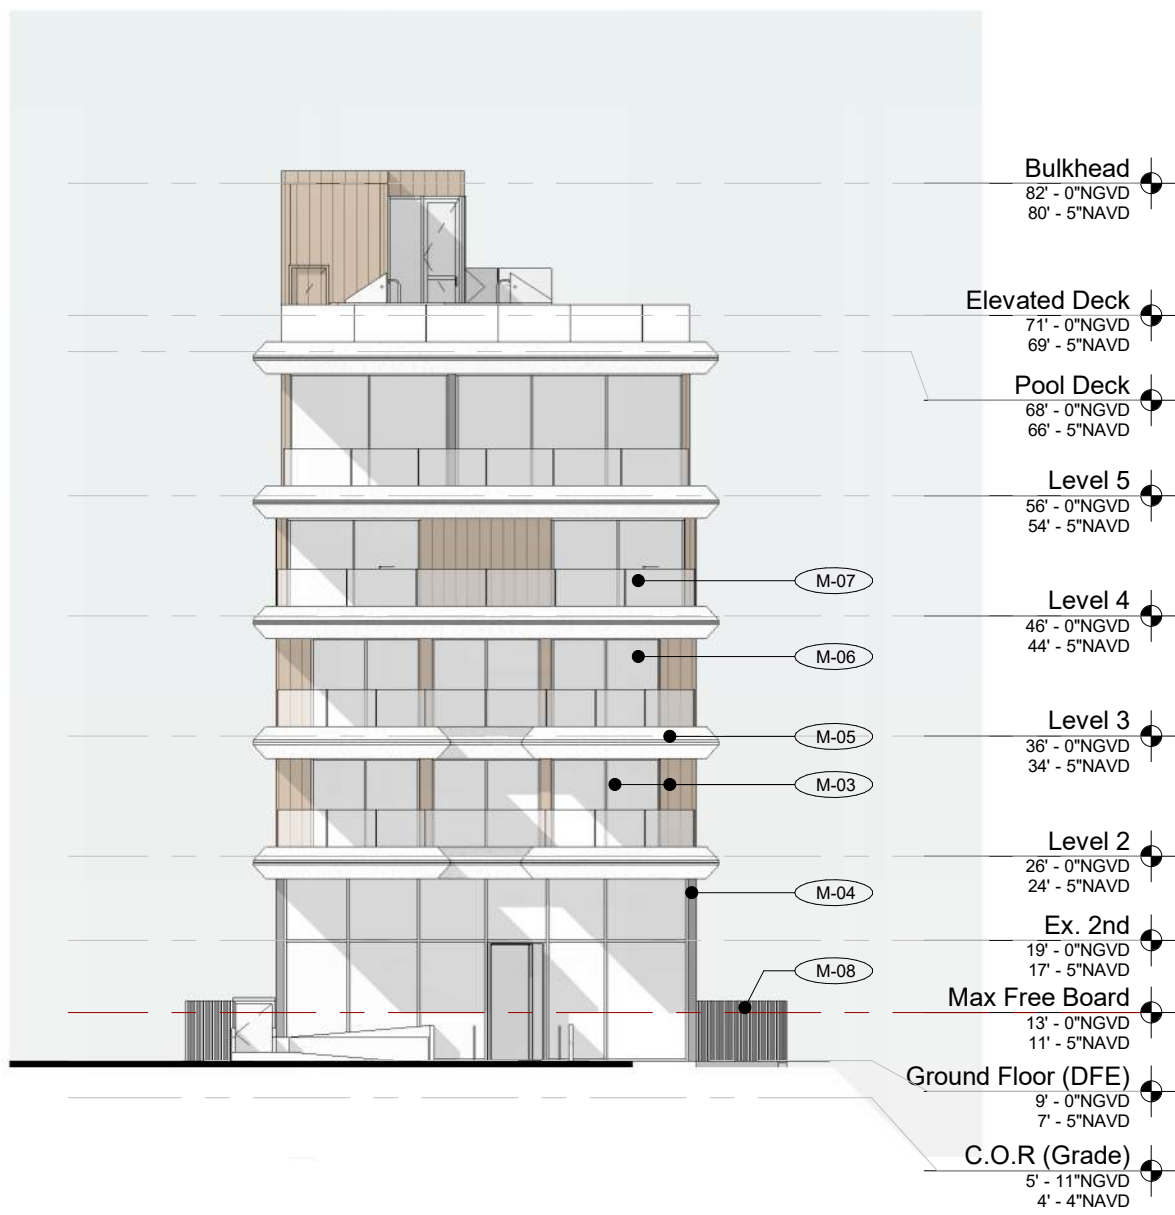 Bulkhead
82' - 0"NGVD
80' - 5"NAVD
Elevated Deck
71' - 0"NGVD
69' - 5"NAVD
Pool Deck
68' - 0"NGVD
66' - 5"NAVD
Level 5
56' - 0"NGVD
54' - 5"NAVD
M-07
Level 4
46' - 0"NGVD
44' - 5"NAVD
M-06
Level 3
36' - 0"NGVD
34' - 5"NAVD
M-05
M-03
Level 2
26' - 0"NGVD
24' - 5"NAVD
M-04
Ex. 2nd
19' - 0"NGVD
17' - 5"NAVD
M-08
Max Free Board
13' - 0"NGVD
11' - 5"NAVD
Ground Floor (DFE)
9' - 0"NGVD
7' - 5"NAVD
C.O.R (Grade)
5' - 11"NGVD
4' - 4"NAVD